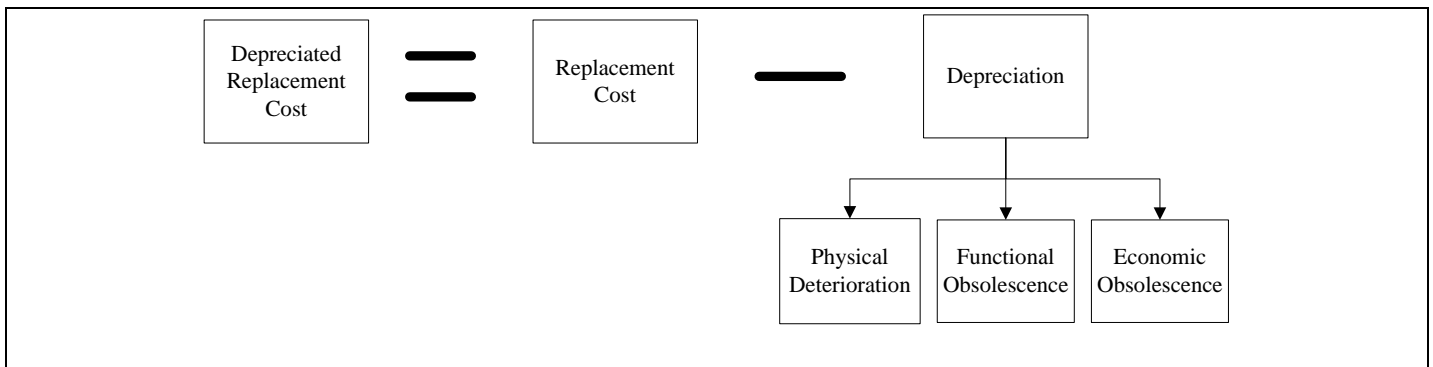 Depreciated
Replacement
Cost
Replacement
Cost
Depreciation
Physical
Deterioration
Functional
Obsolescence
Economic
Obsolescence